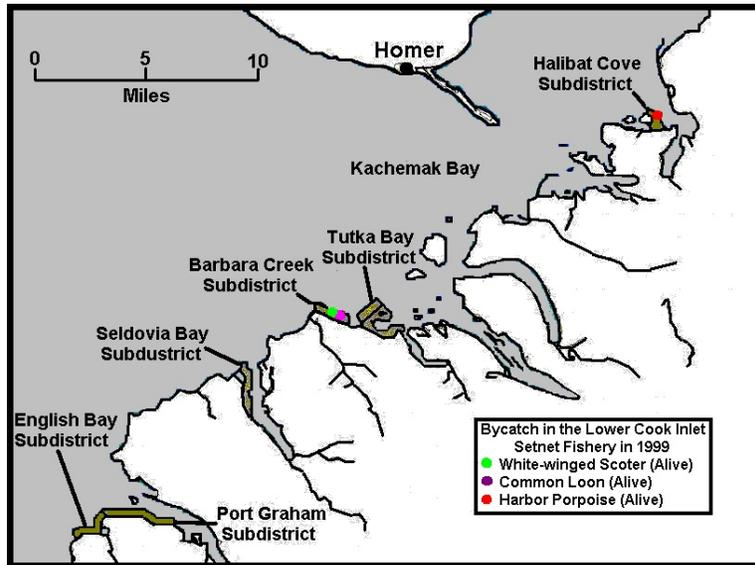 Homer
Halibat Cove
Subdistrict
0 5 10
Miles
Kachemak Bay
Tutka Bay
Subdistrict
Barbara Creek
Subdistrict
Seldovia Bay
Subdustrict
English Bay
Subdistrict
Port Graham
Subdistrict
Bycatch in the Lower Cook Inlet
Setnet Fishery in 1999
White-winged Scoter (Alive)
Common Loon (Alive)
Harbor Porpoise (Alive)